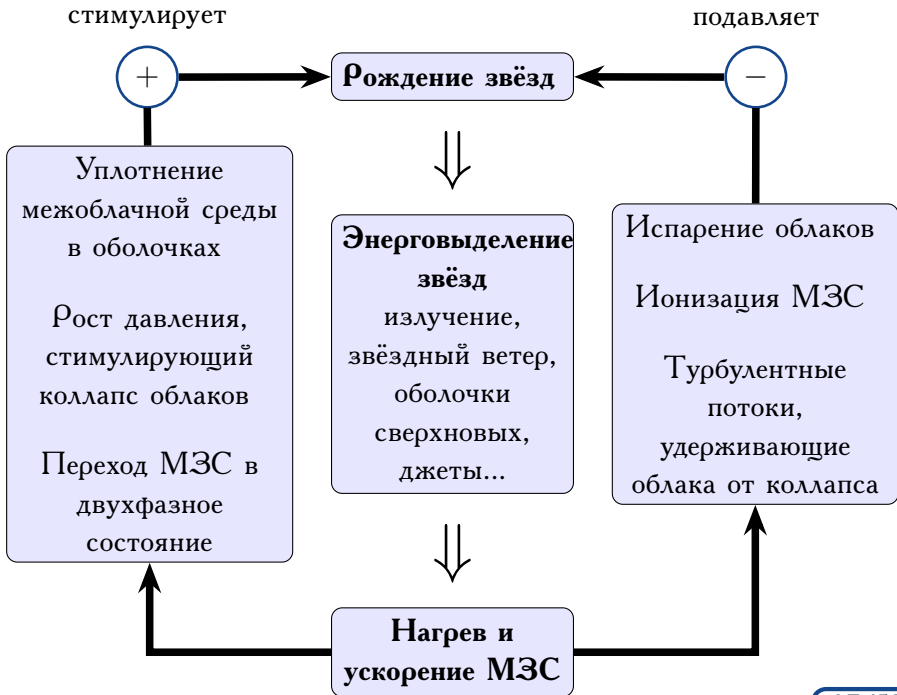 стимулирует
подавляет
+
Рождение звёзд
−
Уплотнение
межоблачной среды
в оболочках
Рост давления,
стимулирующий
коллапс облаков
Переход МЗС в
двухфазное
состояние
Энерговыделение
звёзд
излучение,
звёздный ветер,
оболочки
сверхновых,
джеты...
Испарение облаков
Ионизация МЗС
Турбулентные
потоки,
удерживающие
облака от коллапса
Нагрев и
ускорение МЗС